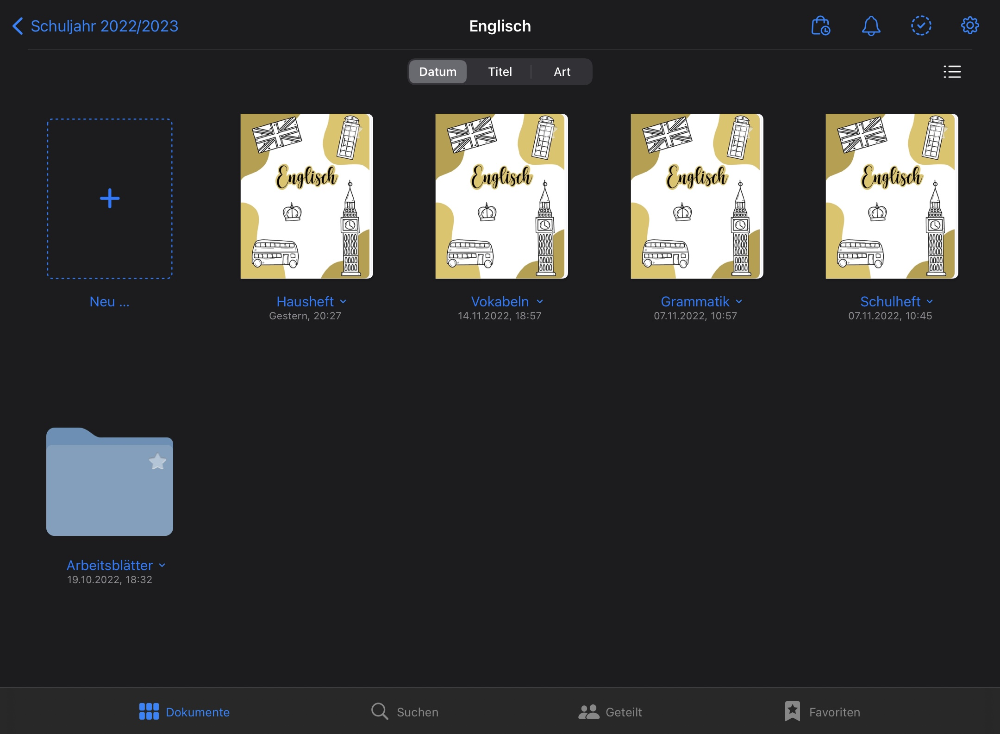 Schuljahr 2022/2023
Englisch
Datum Titel Art
Englisch Englisch Englisch Englisch
Neu ... Hausheft Vokabeln Grammatik Schulheft
Gestern, 20:27 14.11.2022, 18:57 07.11.2022, 10:57 07.11.2022, 10:45
Arbeitsblätter
19.10.2022, 18:32
Dokumente Suchen Geteilt Favoriten